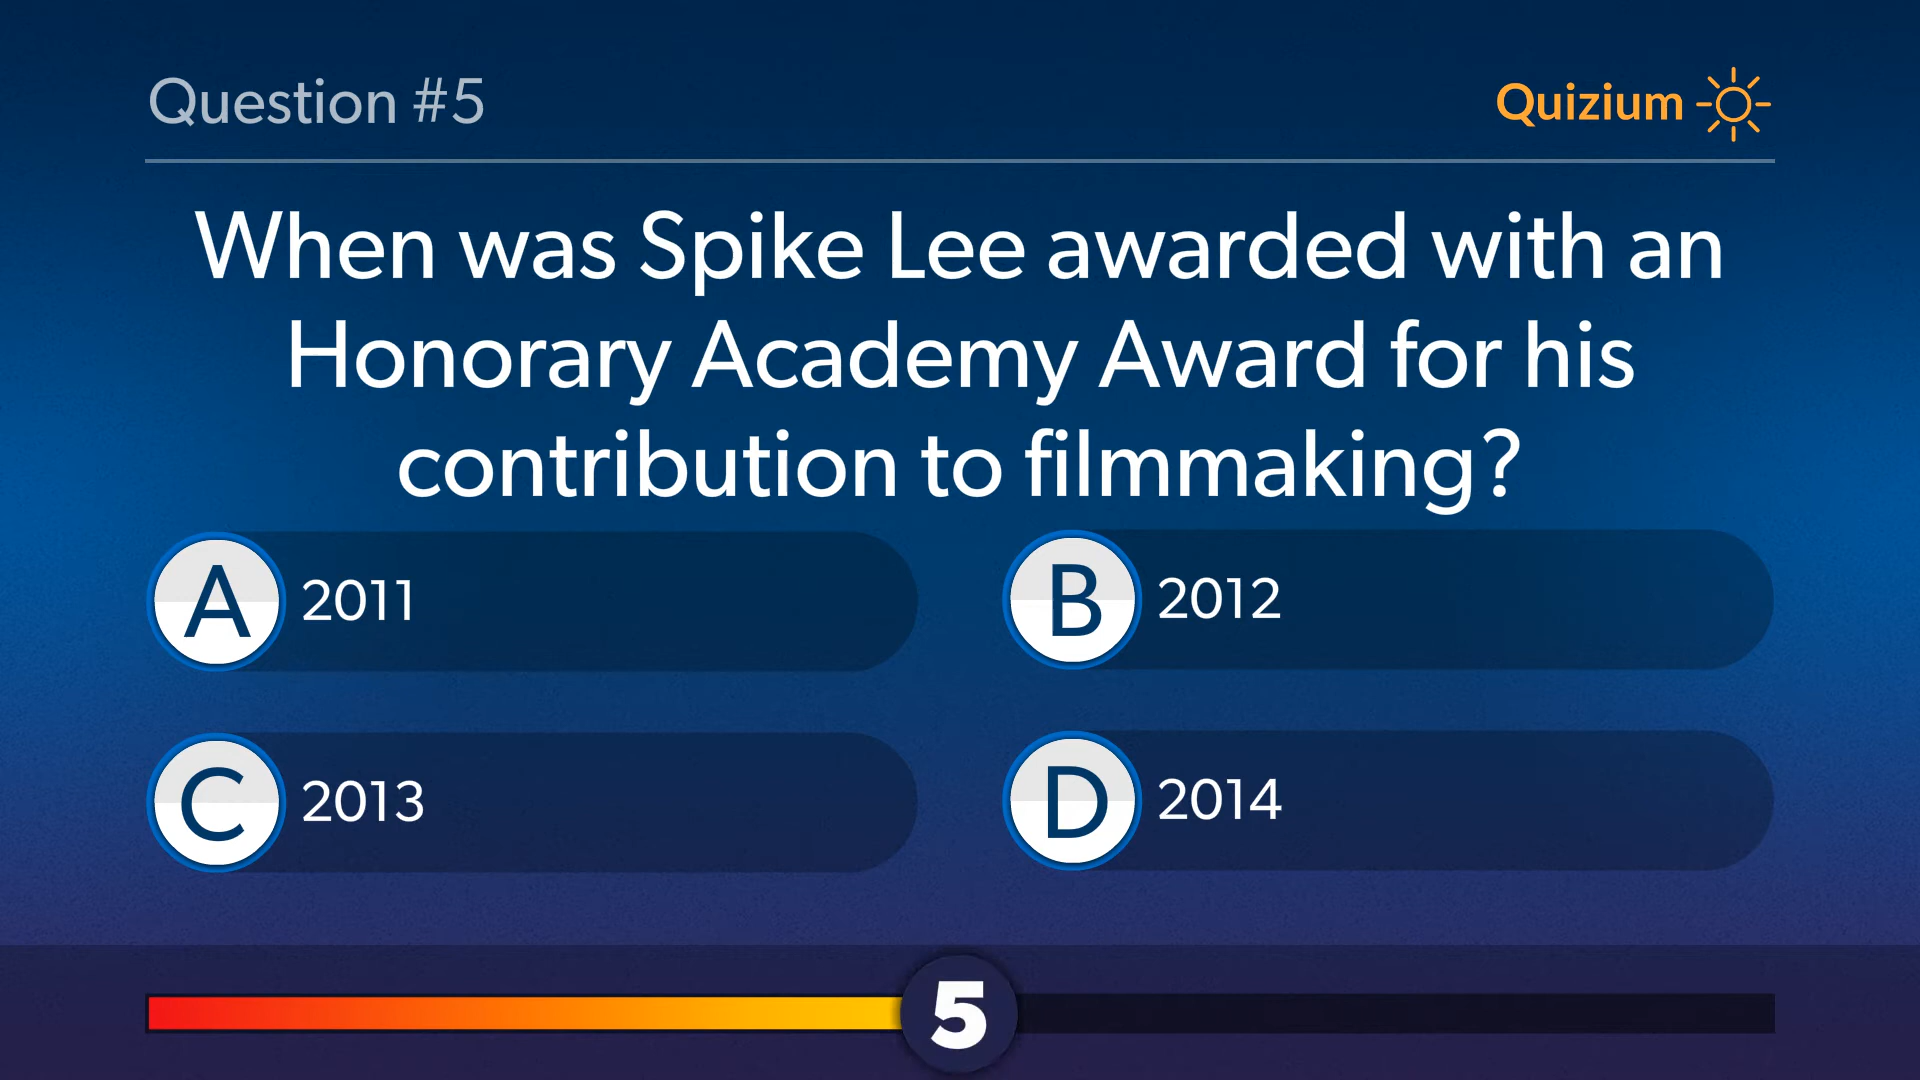 Question #5
Quizium
When was Spike Lee awarded with an
Honorary Academy Award for his
contribution to filmmaking?
A 2011
B 2012
C 2013
D 2014
5